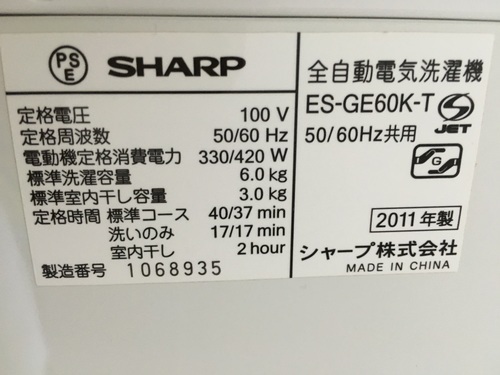 PS
E
SHARP
定格電圧 100 V
定格周波数 50/60 Hz
電動機定格消費電力 330/420 W
標準洗濯容量 6.0 kg
標準室内干し容量 3.0 kg
定格時間 標準コース 40/37 min
洗いのみ 17/17 min
室内干し 2 hour
製造番号 1068935
全自動電気洗濯機
ES-GE60K-T
S
JET
50/60Hz共用
G
2011年製
シャープ株式会社
MADE IN CHINA